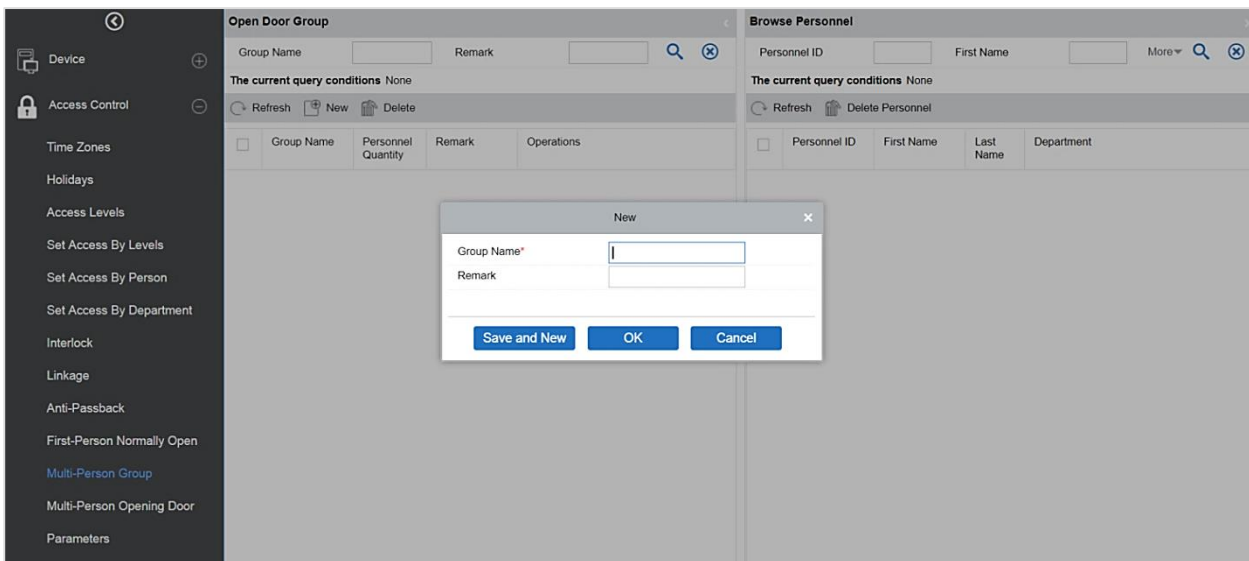 Device
Access Control
Time Zones
Holidays
Access Levels
Set Access By Levels
Set Access By Person
Set Access By Department
Interlock
Linkage
Anti-Passback
First-Person Normally Open
Multi-Person Group
Multi-Person Opening Door
Parameters
Open Door Group
Group Name Remark
The current query conditions None
Refresh New Delete
Group Name Personnel Quantity Remark Operations
Browse Personnel
Personnel ID First Name More
The current query conditions None
Refresh Delete Personnel
Personnel ID First Name Last Name Department
New
Group Name*
Remark
Save and New OK Cancel